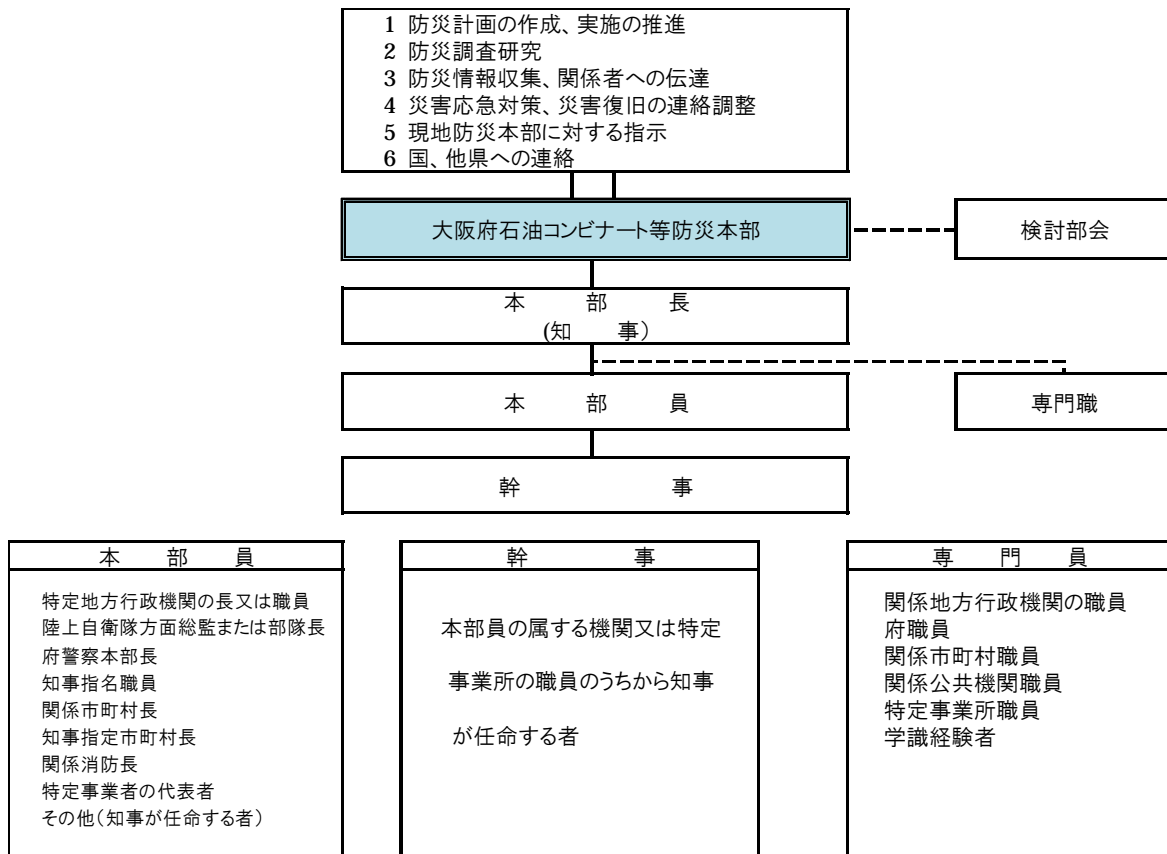 1 防災計画の作成、実施の推進
2 防災調査研究
3 防災情報収集、関係者への伝達
4 災害応急対策、災害復旧の連絡調整
5 現地防災本部に対する指示
6 国、他県への連絡
大阪府石油コンビナート等防災本部
検討部会
本 部 長
(知 事)
本 部 員
専門職
幹 事
本 部 員
特定地方行政機関の長又は職員
陸上自衛隊方面総監または部隊長
府警察本部長
知事指名職員
関係市町村長
知事指定市町村長
関係消防長
特定事業者の代表者
その他(知事が任命する者)
幹 事
本部員の属する機関又は特定
事業所の職員のうちから知事
が任命する者
専 門 員
関係地方行政機関の職員
府職員
関係市町村職員
関係公共機関職員
特定事業所職員
学識経験者